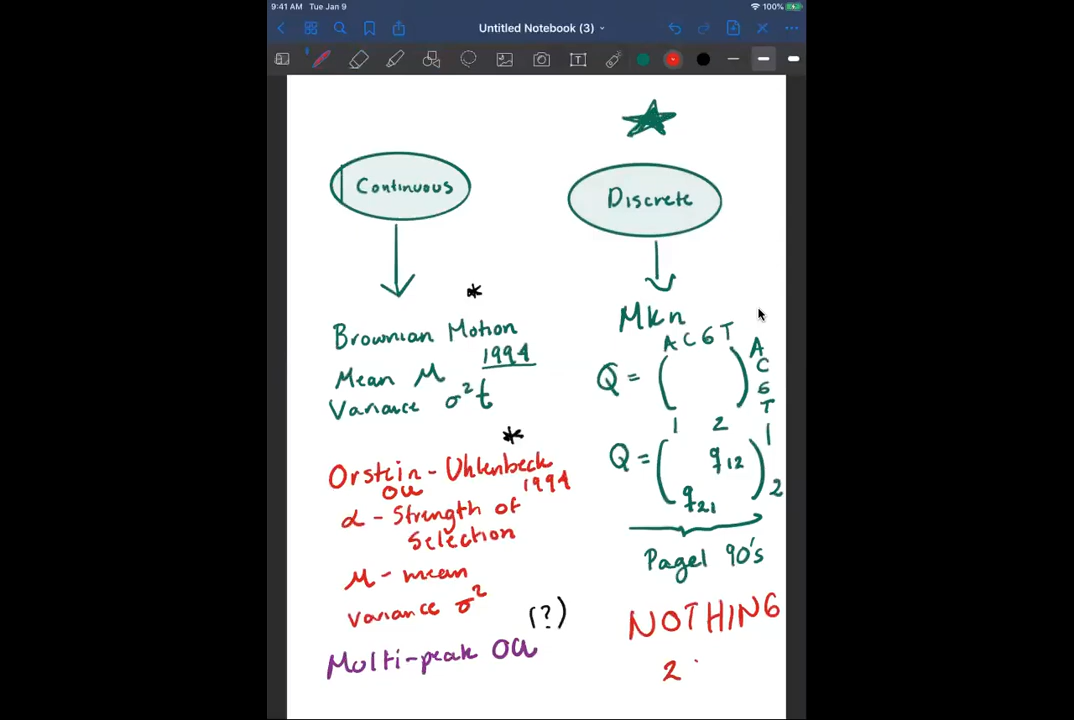 9:41 AM Tue Jan 9
100%
Untitled Notebook (3)
Continuous
Brownian Motion
1994
Mean μ
Variance σ²t
Orstein-Uhlenbeck
OU 1994
α - Strength of
Selection
μ - mean
variance σ²
(?)
Multi-peak OU
Discrete
Mkn
A C G T
Q = ( )
A
C
G
T
1 2
Q = ( q12
q21 )
1
2
Pagel 90's
NOTHING
2